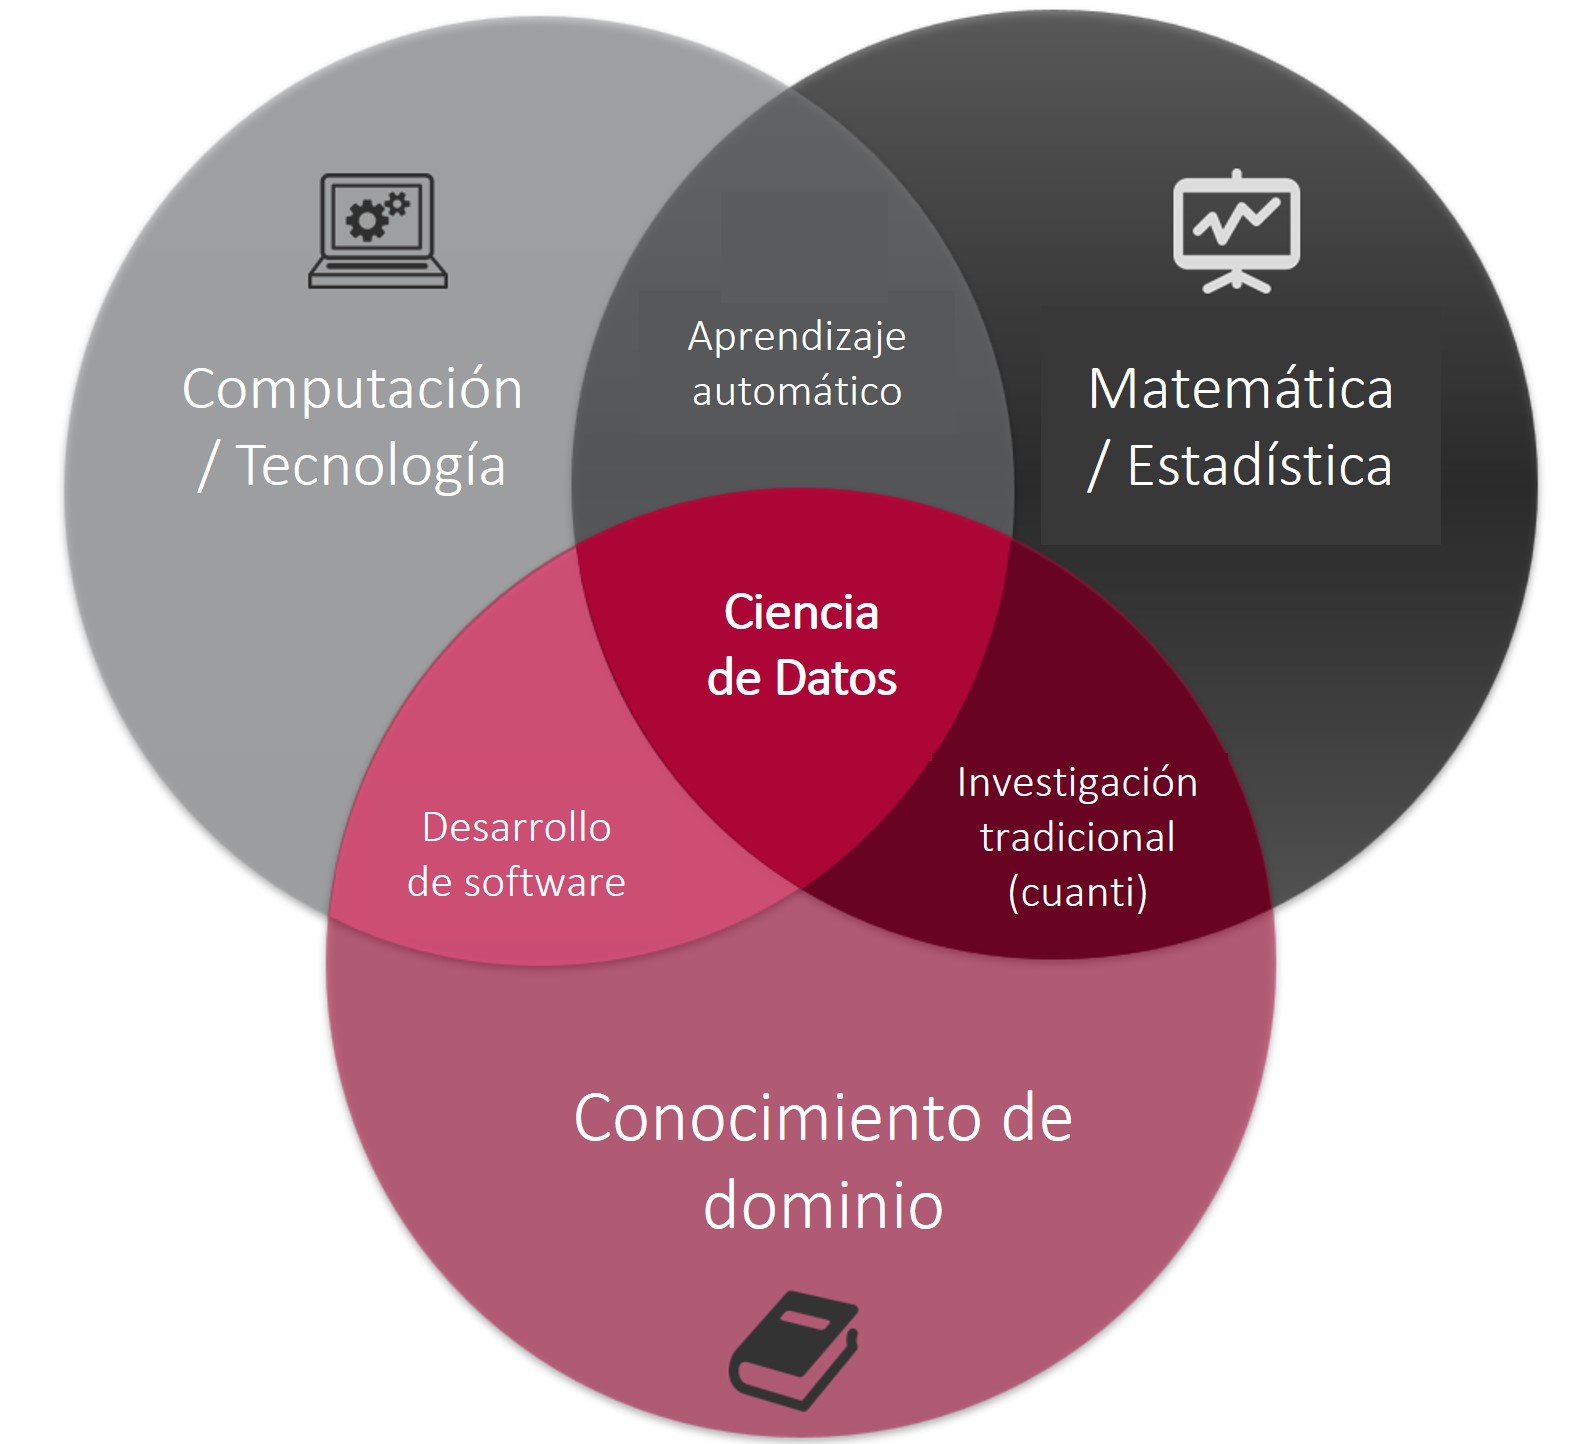 Computación
/ Tecnología
Aprendizaje
automático
Matemática
/ Estadística
Ciencia
de Datos
Desarrollo
de software
Investigación
tradicional
(cuanti)
Conocimiento de
dominio